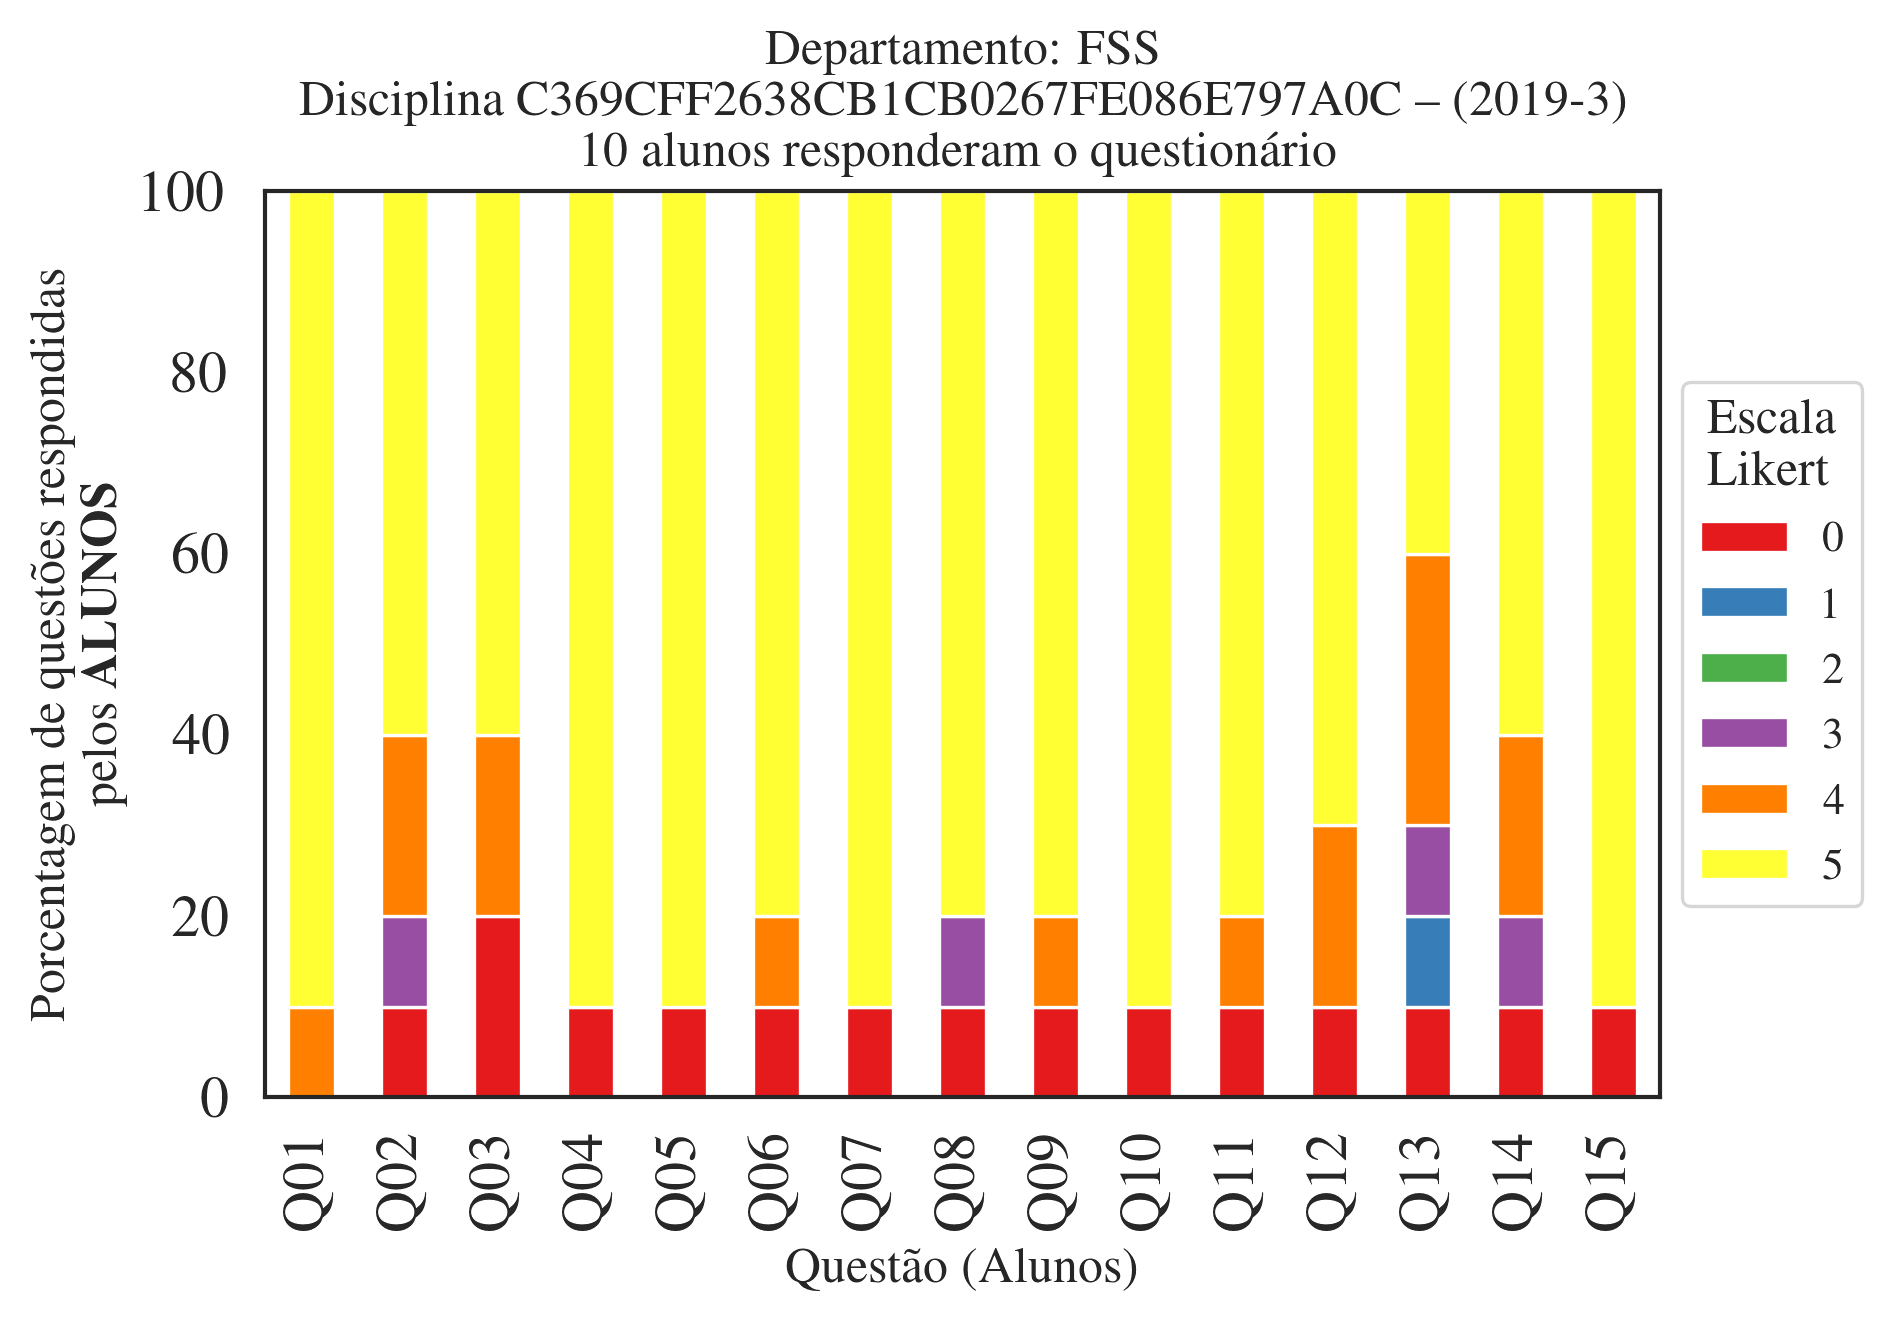 Departamento: FSS
Disciplina C369CFF2638CB1CB0267FE086E797A0C – (2019-3)
10 alunos responderam o questionário
Porcentagem de questões respondidas
pelos ALUNOS
100
80
60
40
20
0
Q01
Q02
Q03
Q04
Q05
Q06
Q07
Q08
Q09
Q10
Q11
Q12
Q13
Q14
Q15
Questão (Alunos)
Escala
Likert
0
1
2
3
4
5